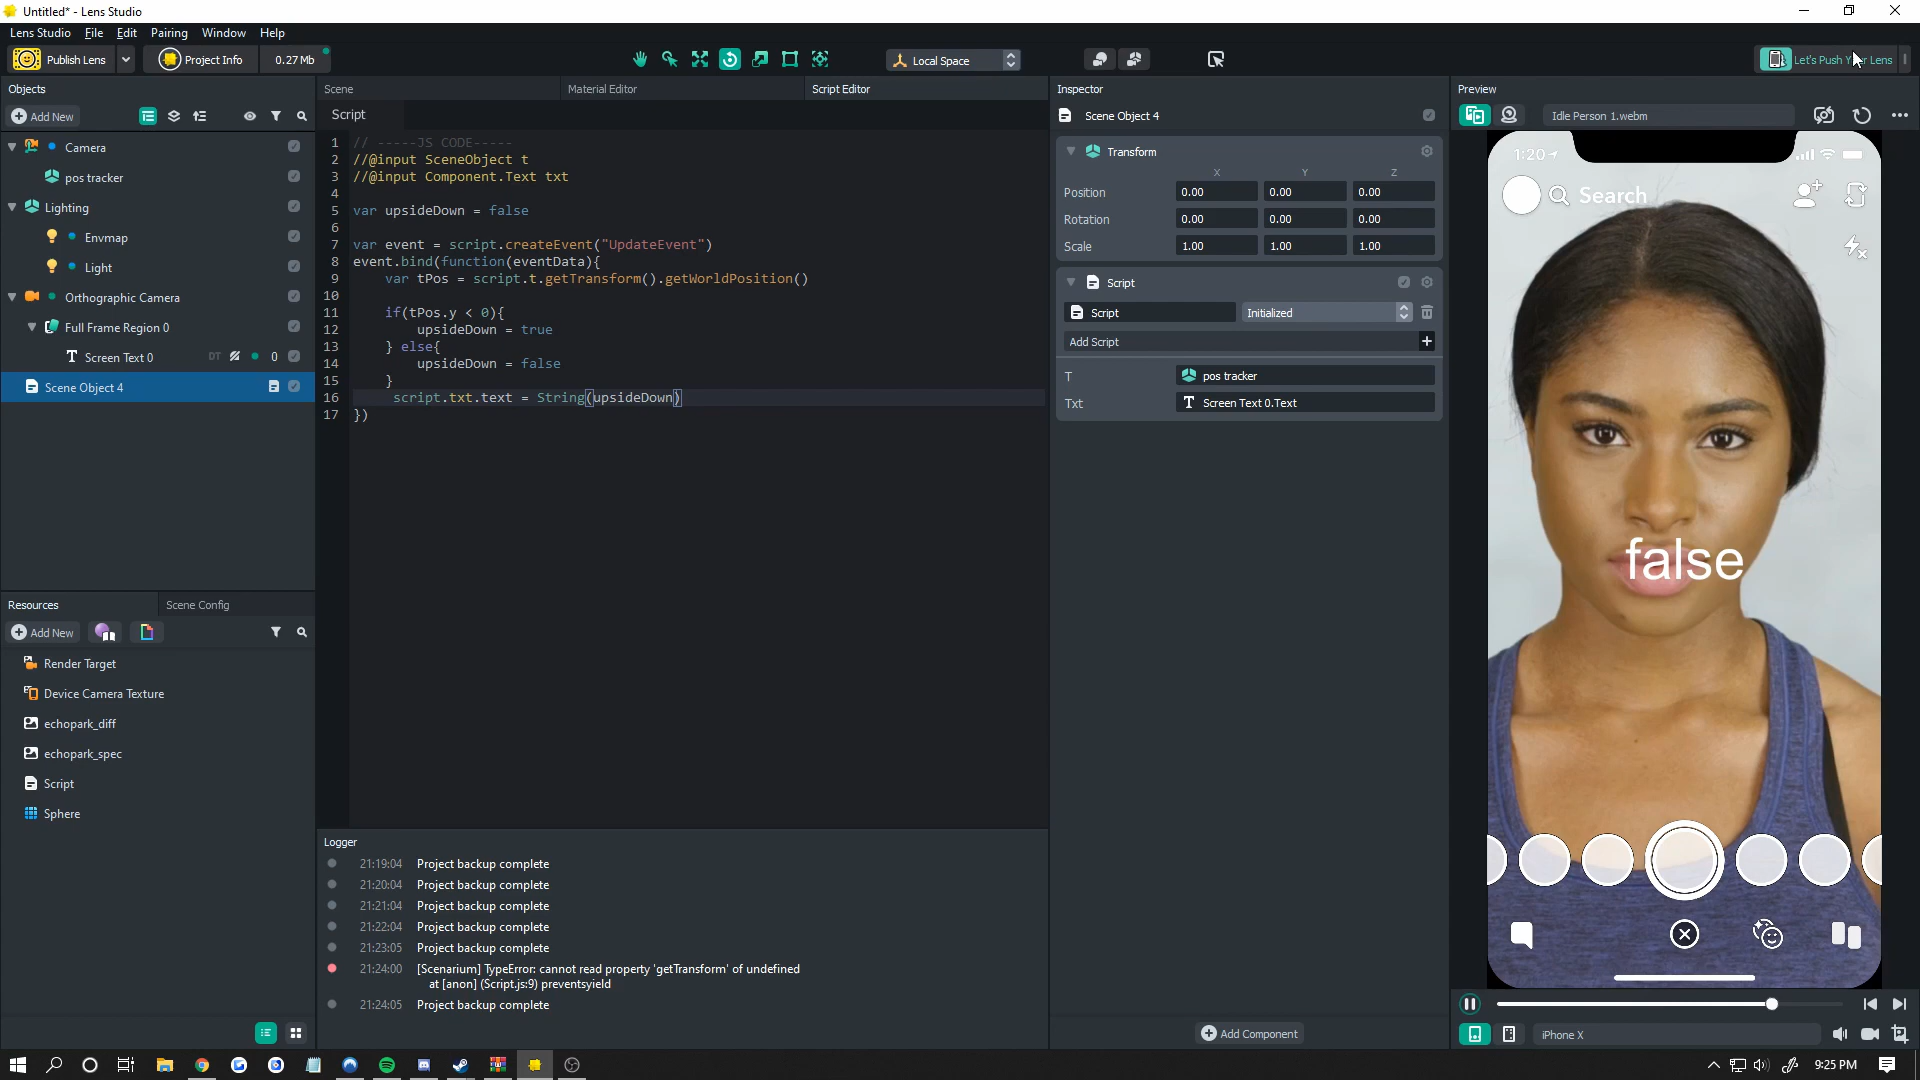 Untitled* - Lens Studio
Lens Studio File Edit Pairing Window Help
Publish Lens Project Info 0.27 Mb Local Space Let's Push Lens
Objects
Add New
Camera
pos tracker
Lighting
Envmap
Light
Orthographic Camera
Full Frame Region 0
Screen Text 0 DT 0
Scene Object 4
Resources Scene Config
Add New
Render Target
Device Camera Texture
echopark_diff
echopark_spec
Script
Sphere
Scene Material Editor Script Editor
Script
1 // -----JS CODE-----
2 //@input SceneObject t
3 //@input Component.Text txt
4
5 var upsideDown = false
6
7 var event = script.createEvent("UpdateEvent")
8 event.bind(function(eventData){
9 var tPos = script.t.getTransform().getWorldPosition()
10
11 if(tPos.y < 0){
12 upsideDown = true
13 } else{
14 upsideDown = false
15 }
16 script.txt.text = String(upsideDown)
17 })
Logger
21:19:04 Project backup complete
21:20:04 Project backup complete
21:21:04 Project backup complete
21:22:04 Project backup complete
21:23:05 Project backup complete
21:24:00 [Scenarium] TypeError: cannot read property 'getTransform' of undefined
at [anon] (Script.js:9) preventsyield
21:24:05 Project backup complete
Inspector
Scene Object 4
Transform
X Y Z
Position 0.00 0.00 0.00
Rotation 0.00 0.00 0.00
Scale 1.00 1.00 1.00
Script
Script Initialized
Add Script
T pos tracker
Txt Screen Text 0.Text
Add Component
Preview
Idle Person 1.webm
1:20
Search
false
iPhone X
9:25 PM